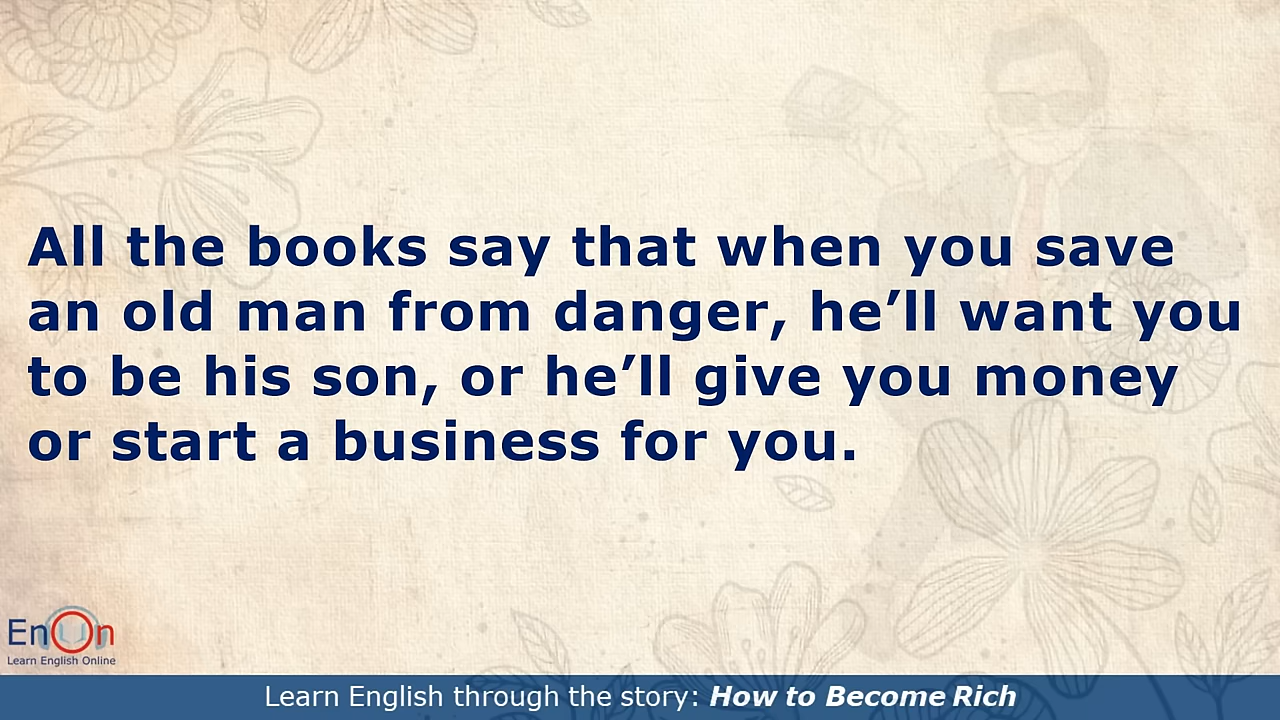 All the books say that when you save
an old man from danger, he’ll want you
to be his son, or he’ll give you money
or start a business for you.
EnOn
Learn English Online
Learn English through the story: How to Become Rich